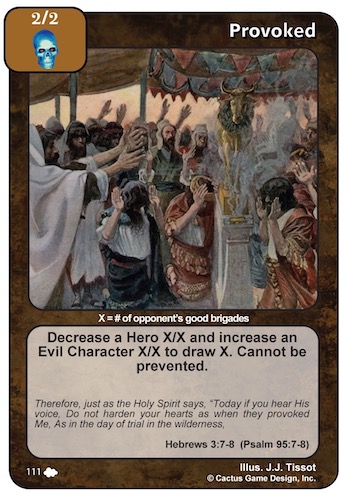 2/2
Provoked
X = # of opponent's good brigades
Decrease a Hero X/X and increase an
Evil Character X/X to draw X. Cannot be
prevented.
Therefore, just as the Holy Spirit says, “Today if you hear His
voice, Do not harden your hearts as when they provoked
Me, As in the day of trial in the wilderness,
Hebrews 3:7-8 (Psalm 95:7-8)
111
Illus. J.J. Tissot
© Cactus Game Design, Inc.